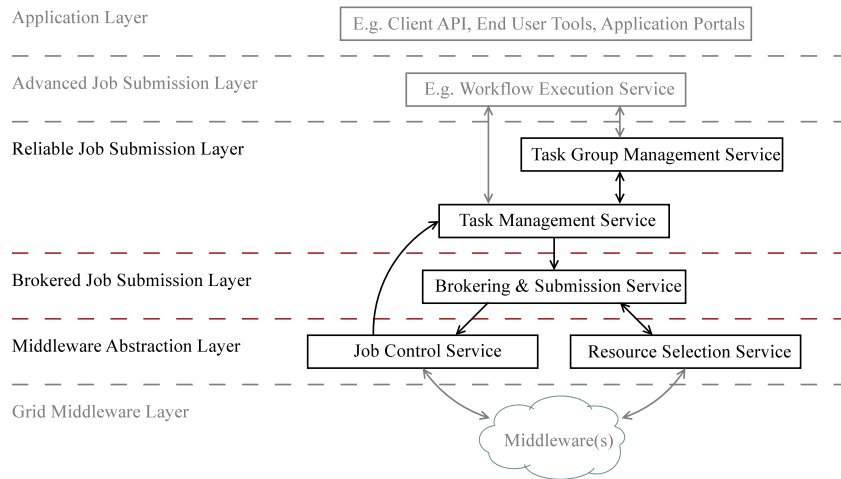 Application Layer
E.g. Client API, End User Tools, Application Portals
Advanced Job Submission Layer
E.g. Workflow Execution Service
Reliable Job Submission Layer
Task Group Management Service
Task Management Service
Brokered Job Submission Layer
Brokering & Submission Service
Middleware Abstraction Layer
Job Control Service
Resource Selection Service
Grid Middleware Layer
Middleware(s)